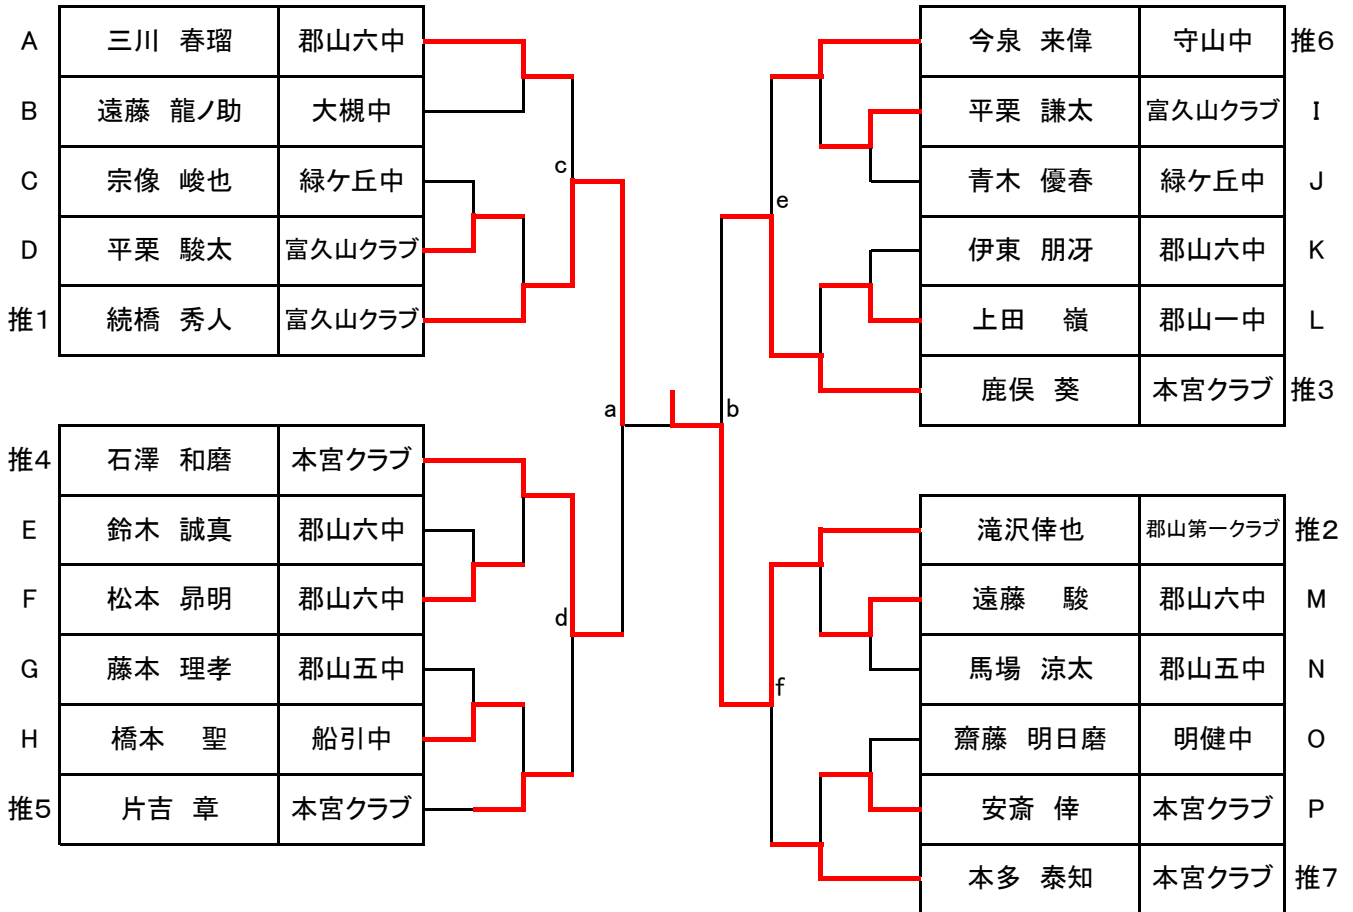 A 三川 春瑠 郡山六中
B 遠藤 龍ノ助 大槻中
C 宗像 峻也 緑ケ丘中
D 平栗 駿太 富久山クラブ
推1 続橋 秀人 富久山クラブ
推4 石澤 和磨 本宮クラブ
E 鈴木 誠真 郡山六中
F 松本 昴明 郡山六中
G 藤本 理孝 郡山五中
H 橋本 聖 船引中
推5 片吉 章 本宮クラブ
c
a
d
b
e
f
今泉 来偉 守山中 推6
平栗 謙太 富久山クラブ I
青木 優春 緑ケ丘中 J
伊東 朋冴 郡山六中 K
上田 嶺 郡山一中 L
鹿俣 葵 本宮クラブ 推3
滝沢倖也 郡山第一クラブ 推2
遠藤 駿 郡山六中 M
馬場 涼太 郡山五中 N
齋藤 明日磨 明健中 O
安斎 倖 本宮クラブ P
本多 泰知 本宮クラブ 推7